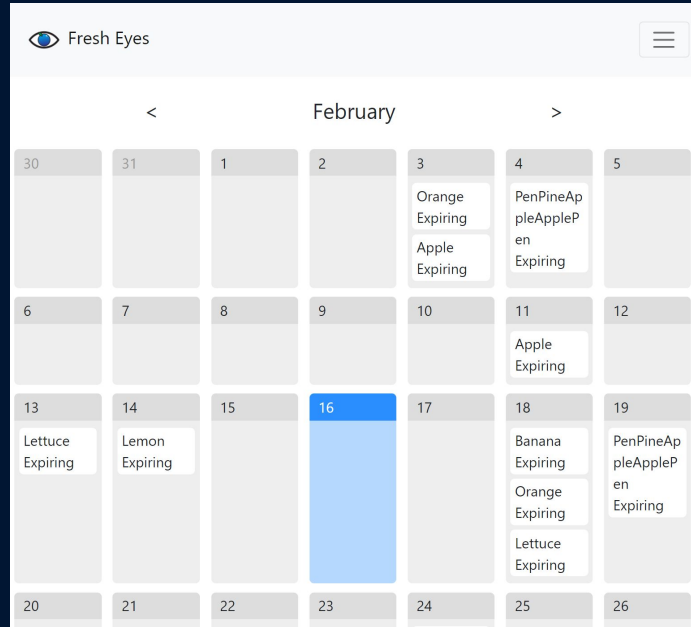 Fresh Eyes
< February >
30 31 1 2 3 4 5
Orange
Expiring
Apple
Expiring
PenPineAp
pleAppleP
en
Expiring
6 7 8 9 10 11 12
Apple
Expiring
13 14 15 16 17 18 19
Lettuce
Expiring
Lemon
Expiring
Banana
Expiring
Orange
Expiring
Lettuce
Expiring
PenPineAp
pleAppleP
en
Expiring
20 21 22 23 24 25 26